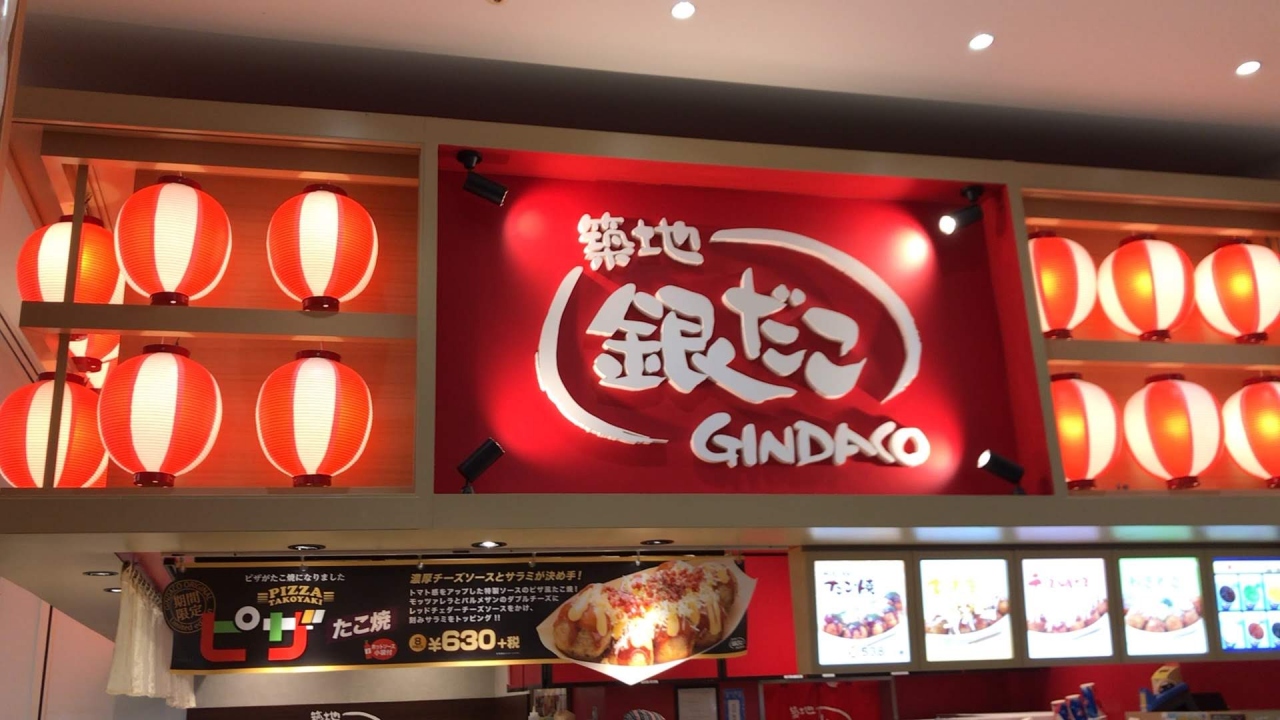 築地
銀だこ
GINDACO
期間
限定
ピザがたこ焼になりました
PIZZA
TAKOYAKI
ピザ たこ焼
濃厚チーズソースとサラミが決め手!
トマト感をアップした特製ソースのピザ風たこ焼!
モッツァレラとパルメザンのダブルチーズに
レッドチェダーチーズソースをかけ、
刻みサラミをトッピング!!
8 ¥630+税
たこ焼
築地